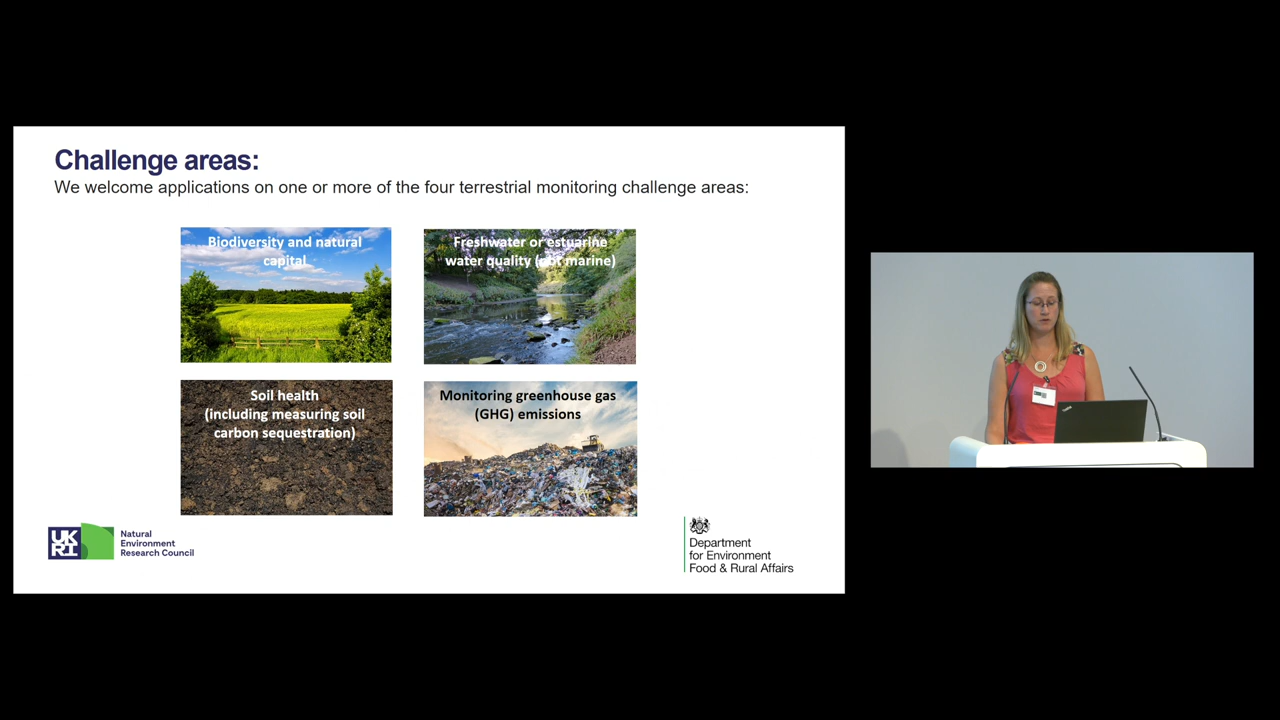 Challenge areas:
We welcome applications on one or more of the four terrestrial monitoring challenge areas:
Biodiversity and natural
capital
Freshwater or estuarine
water quality (not marine)
Soil health
(including measuring soil
carbon sequestration)
Monitoring greenhouse gas
(GHG) emissions
UK
RI
Natural
Environment
Research Council
Department
for Environment
Food & Rural Affairs